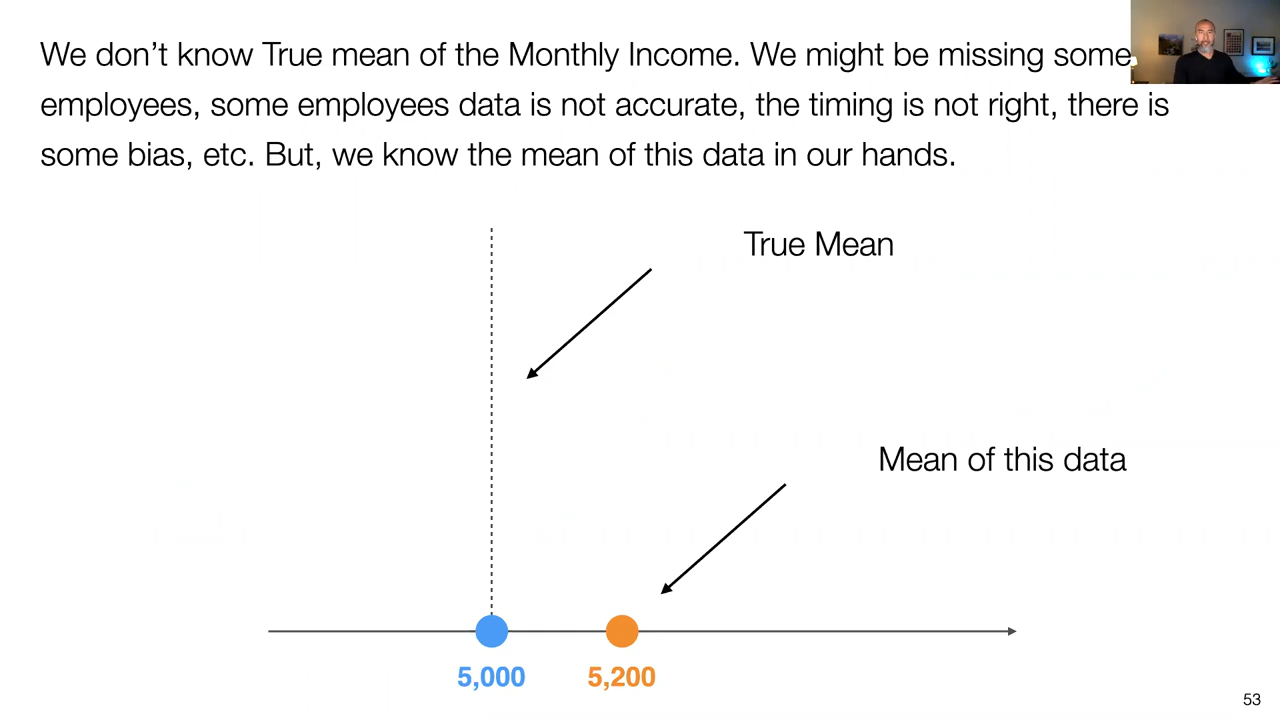 We don’t know True mean of the Monthly Income. We might be missing some
employees, some employees data is not accurate, the timing is not right, there is
some bias, etc. But, we know the mean of this data in our hands.
True Mean
Mean of this data
5,000
5,200
53